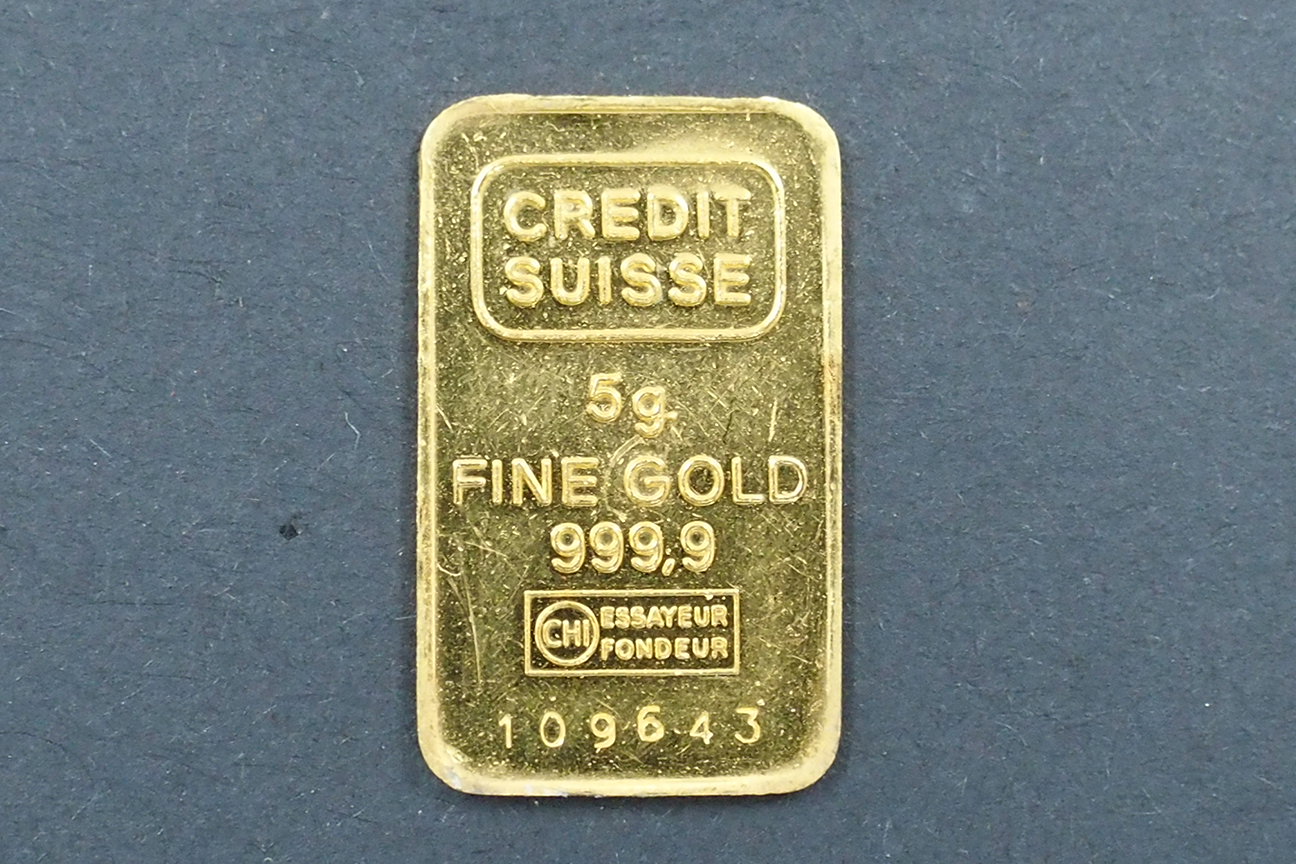 CREDIT
SUISSE
5g
FINE GOLD
999,9
CHI ESSAYEUR
FONDEUR
109643